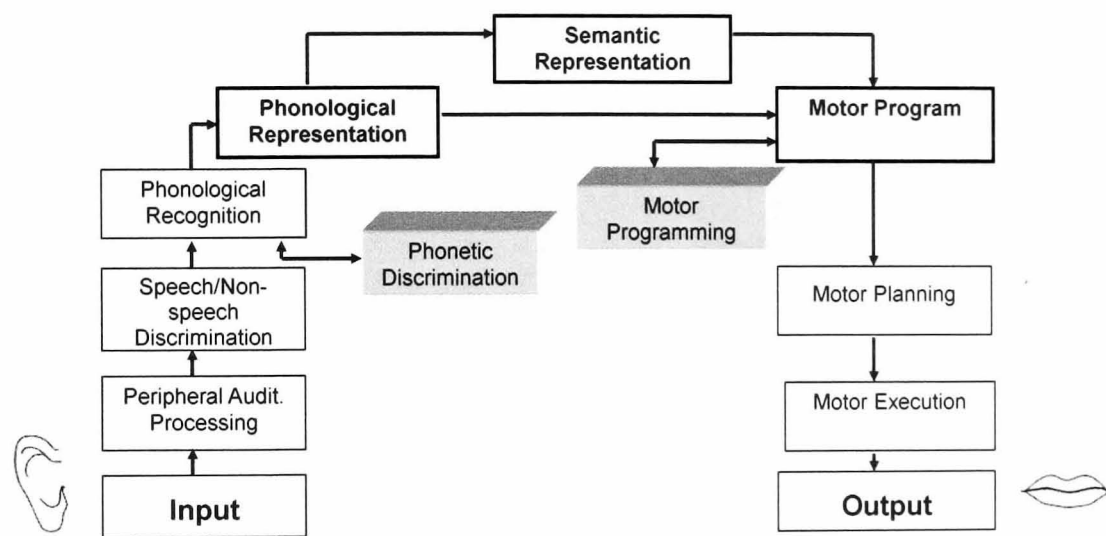 Semantic
Representation
Phonological
Representation
Motor Program
Phonological
Recognition
Motor
Programming
Phonetic
Discrimination
Speech/Non-
speech
Discrimination
Motor Planning
Peripheral Audit.
Processing
Motor Execution
Input
Output